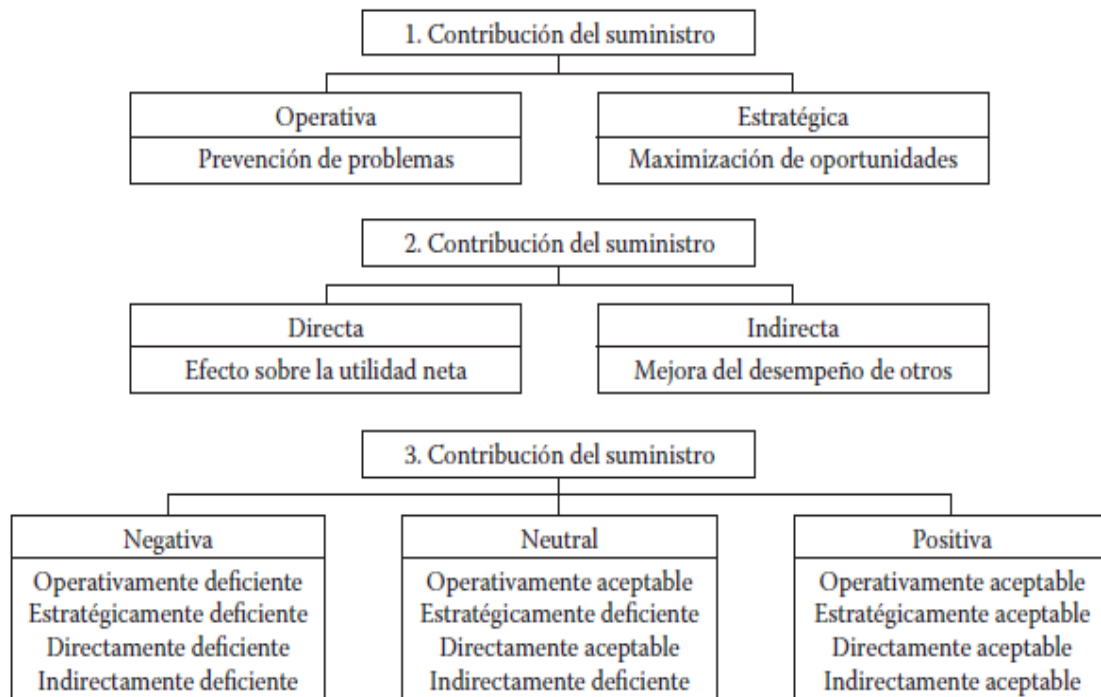 1. Contribución del suministro
Operativa
Prevención de problemas
Estratégica
Maximización de oportunidades
2. Contribución del suministro
Directa
Efecto sobre la utilidad neta
Indirecta
Mejora del desempeño de otros
3. Contribución del suministro
Negativa
Operativamente deficiente
Estratégicamente deficiente
Directamente deficiente
Indirectamente deficiente
Neutral
Operativamente aceptable
Estratégicamente deficiente
Directamente aceptable
Indirectamente deficiente
Positiva
Operativamente aceptable
Estratégicamente aceptable
Directamente aceptable
Indirectamente aceptable